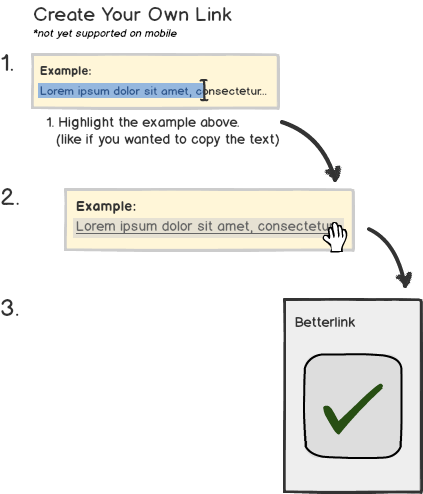 Create Your Own Link
*not yet supported on mobile
1.
Example:
Lorem ipsum dolor sit amet, consectetur...
1. Highlight the example above.
(like if you wanted to copy the text)
2.
Example:
Lorem ipsum dolor sit amet, consectetur
3.
Betterlink